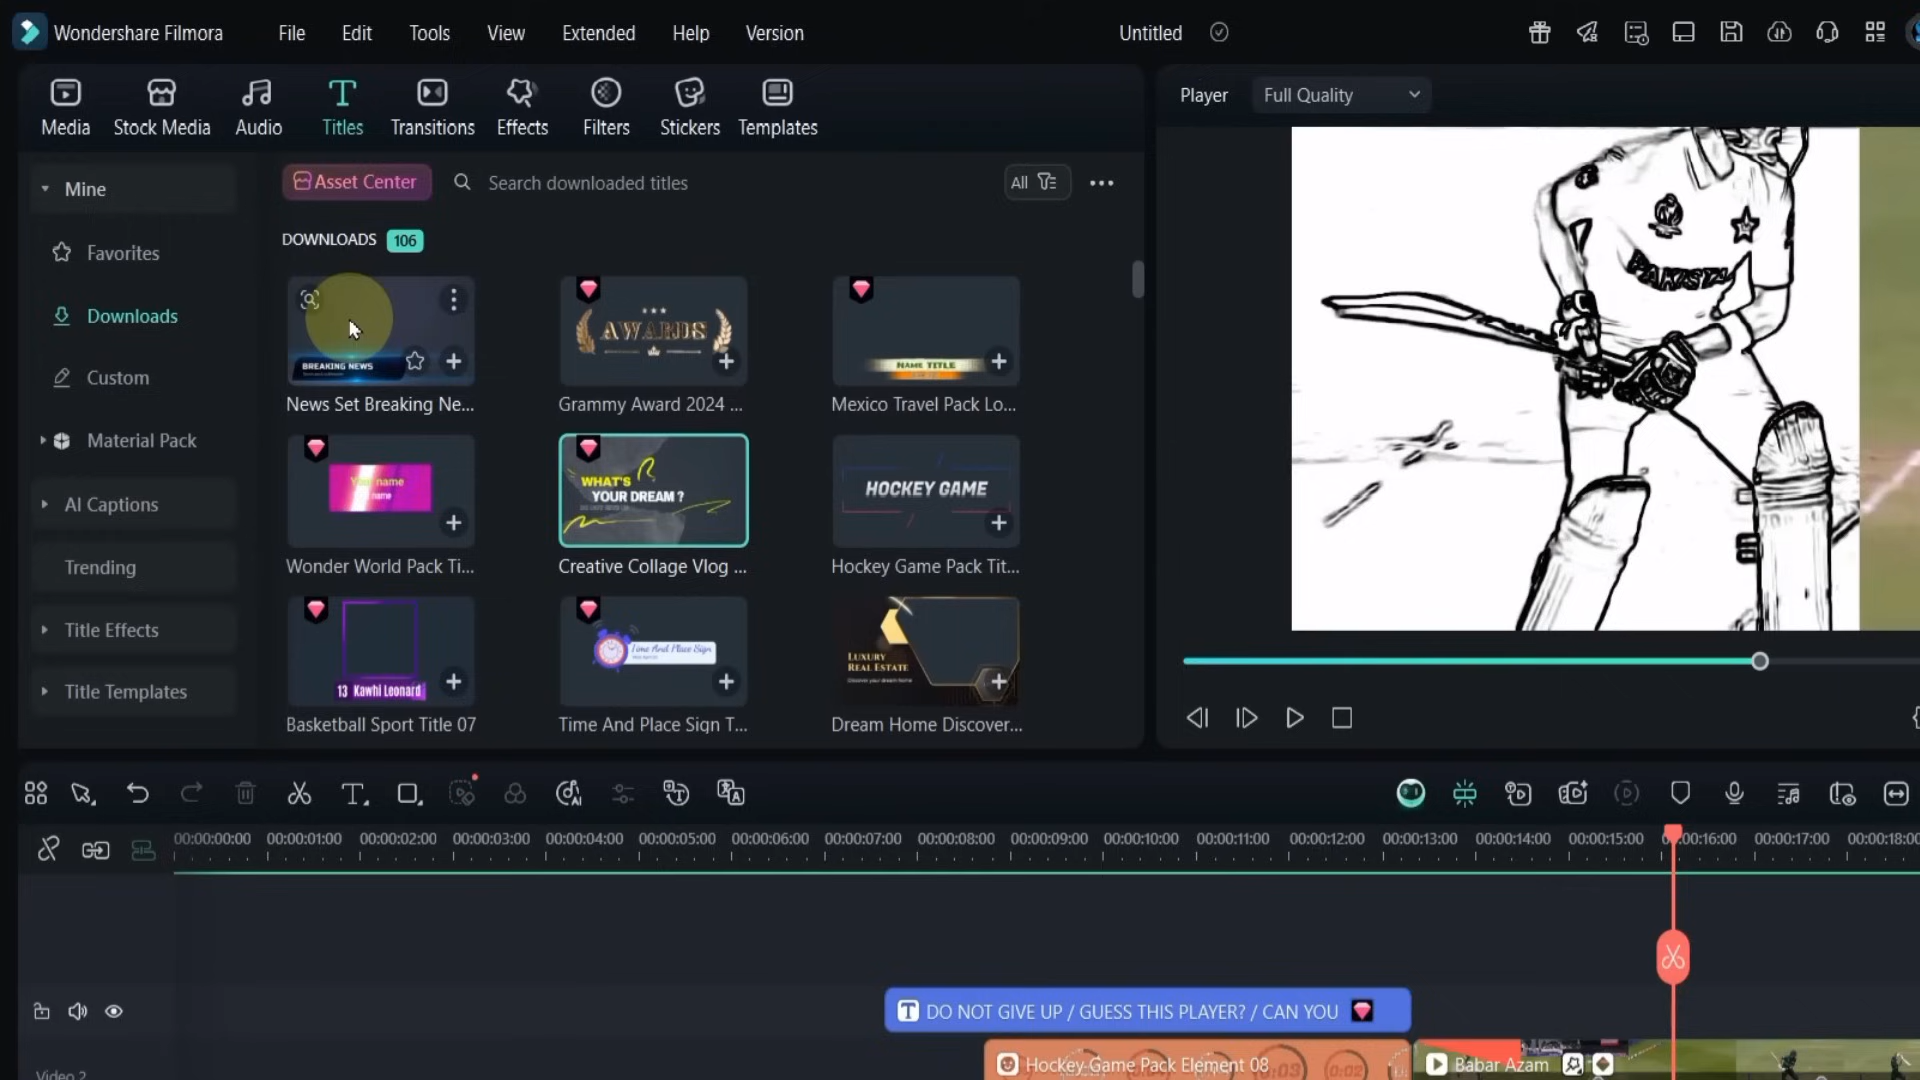 Wondershare Filmora
File Edit Tools View Extended Help Version
Untitled
Media Stock Media Audio Titles Transitions Effects Filters Stickers Templates
Player Full Quality
Mine
Favorites
Downloads
Custom
Material Pack
AI Captions
Trending
Title Effects
Title Templates
Asset Center Search downloaded titles All
DOWNLOADS 106
BREAKING NEWS
AWARDS
NAME TITLE
News Set Breaking Ne... Grammy Award 2024 ... Mexico Travel Pack Lo...
Your name
name
WHAT'S
YOUR DREAM ?
HOCKEY GAME
Wonder World Pack Ti... Creative Collage Vlog ... Hockey Game Pack Tit...
13 Kawhi Leonard
Time And Place Sign
LUXURY
REAL ESTATE
Discover your dream home
Basketball Sport Title 07 Time And Place Sign T... Dream Home Discover...
PAKISTA
00:00:00:00 00:00:01:00 00:00:02:00 00:00:03:00 00:00:04:00 00:00:05:00 00:00:06:00 00:00:07:00 00:00:08:00 00:00:09:00 00:00:10:00 00:00:11:00 00:00:12:00 00:00:13:00 00:00:14:00 00:00:15:00 00:00:16:00 00:00:17:00 00:00:18:00
DO NOT GIVE UP / GUESS THIS PLAYER? / CAN YOU
Hockey Game Pack Element 08
Babar Azam
Video 2